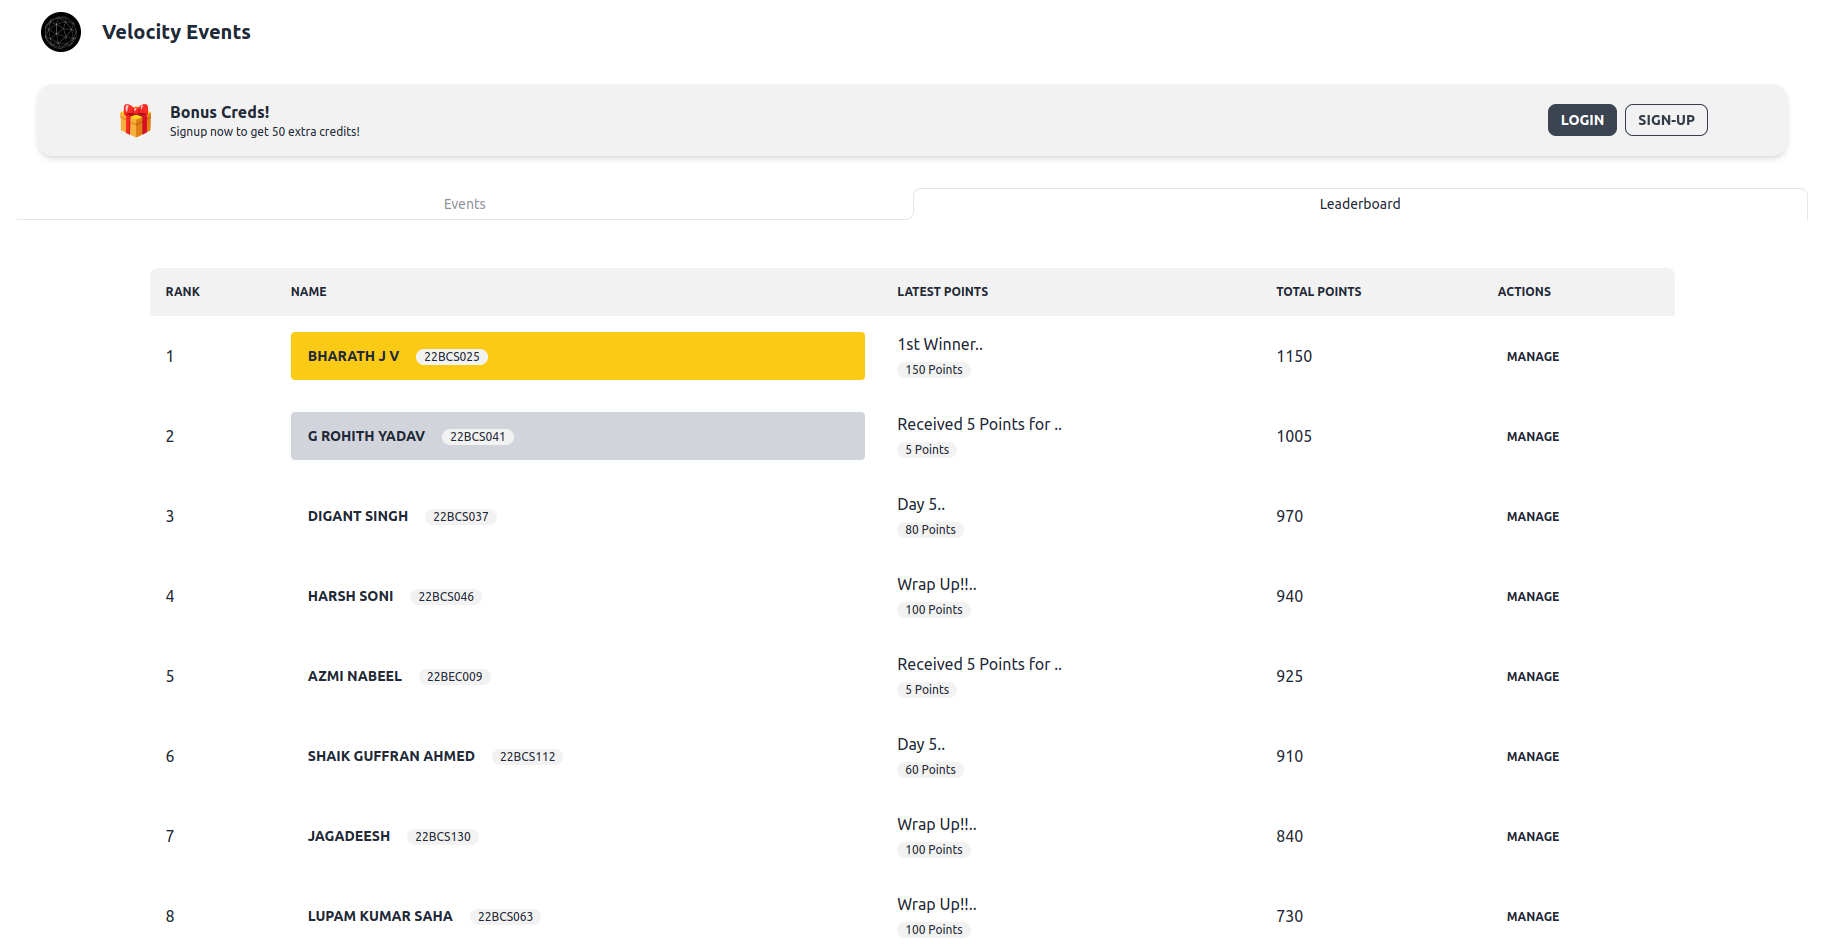 Velocity Events
Bonus Creds!
Signup now to get 50 extra credits!
LOGIN SIGN-UP
Events Leaderboard
RANK NAME LATEST POINTS TOTAL POINTS ACTIONS
1 BHARATH J V 22BCS025 1st Winner.. 150 Points 1150 MANAGE
2 G ROHITH YADAV 22BCS041 Received 5 Points for .. 5 Points 1005 MANAGE
3 DIGANT SINGH 22BCS037 Day 5.. 80 Points 970 MANAGE
4 HARSH SONI 22BCS046 Wrap Up!!.. 100 Points 940 MANAGE
5 AZMI NABEEL 22BEC009 Received 5 Points for .. 5 Points 925 MANAGE
6 SHAIK GUFFRAN AHMED 22BCS112 Day 5.. 60 Points 910 MANAGE
7 JAGADEESH 22BCS130 Wrap Up!!.. 100 Points 840 MANAGE
8 LUPAM KUMAR SAHA 22BCS063 Wrap Up!!.. 100 Points 730 MANAGE